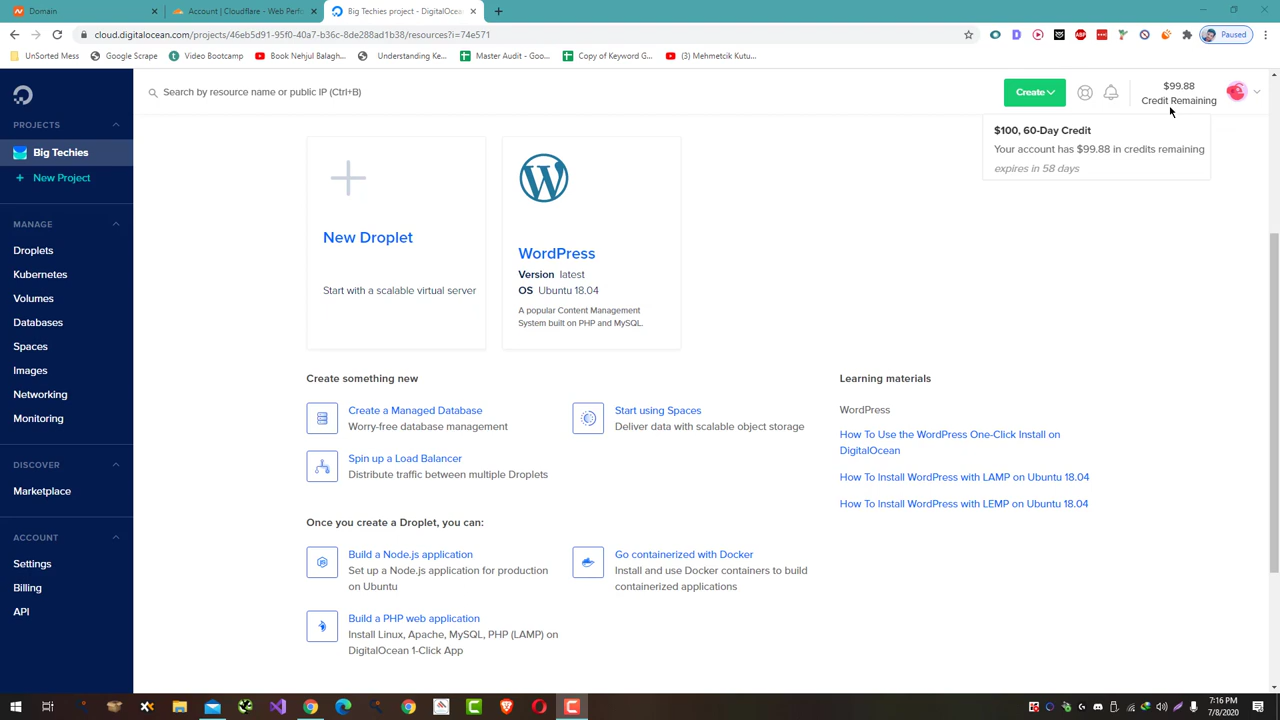 Domain
Account | Cloudflare - Web Perfo
Big Techies project - DigitalOcea
cloud.digitalocean.com/projects/46eb5d91-95f0-40a7-b36c-8de288ad1b38/resources?i=74e571
Paused
UnSorted Mess
Google Scrape
Video Bootcamp
Book Nehjul Balagh...
Understanding Ke...
Master Audit - Goo...
Copy of Keyword G...
(3) Mehmetcik Kutu...
Search by resource name or public IP (Ctrl+B)
Create
$99.88
Credit Remaining
$100, 60-Day Credit
Your account has $99.88 in credits remaining
expires in 58 days
PROJECTS
Big Techies
+ New Project
MANAGE
Droplets
Kubernetes
Volumes
Databases
Spaces
Images
Networking
Monitoring
DISCOVER
Marketplace
ACCOUNT
Settings
Billing
API
New Droplet
Start with a scalable virtual server
WordPress
Version latest
OS Ubuntu 18.04
A popular Content Management
System built on PHP and MySQL.
Create something new
Create a Managed Database
Worry-free database management
Start using Spaces
Deliver data with scalable object storage
Spin up a Load Balancer
Distribute traffic between multiple Droplets
Once you create a Droplet, you can:
Build a Node.js application
Set up a Node.js application for production
on Ubuntu
Go containerized with Docker
Install and use Docker containers to build
containerized applications
Build a PHP web application
Install Linux, Apache, MySQL, PHP (LAMP) on
DigitalOcean 1-Click App
Learning materials
WordPress
How To Use the WordPress One-Click Install on
DigitalOcean
How To Install WordPress with LAMP on Ubuntu 18.04
How To Install WordPress with LEMP on Ubuntu 18.04
7:16 PM
7/8/2020